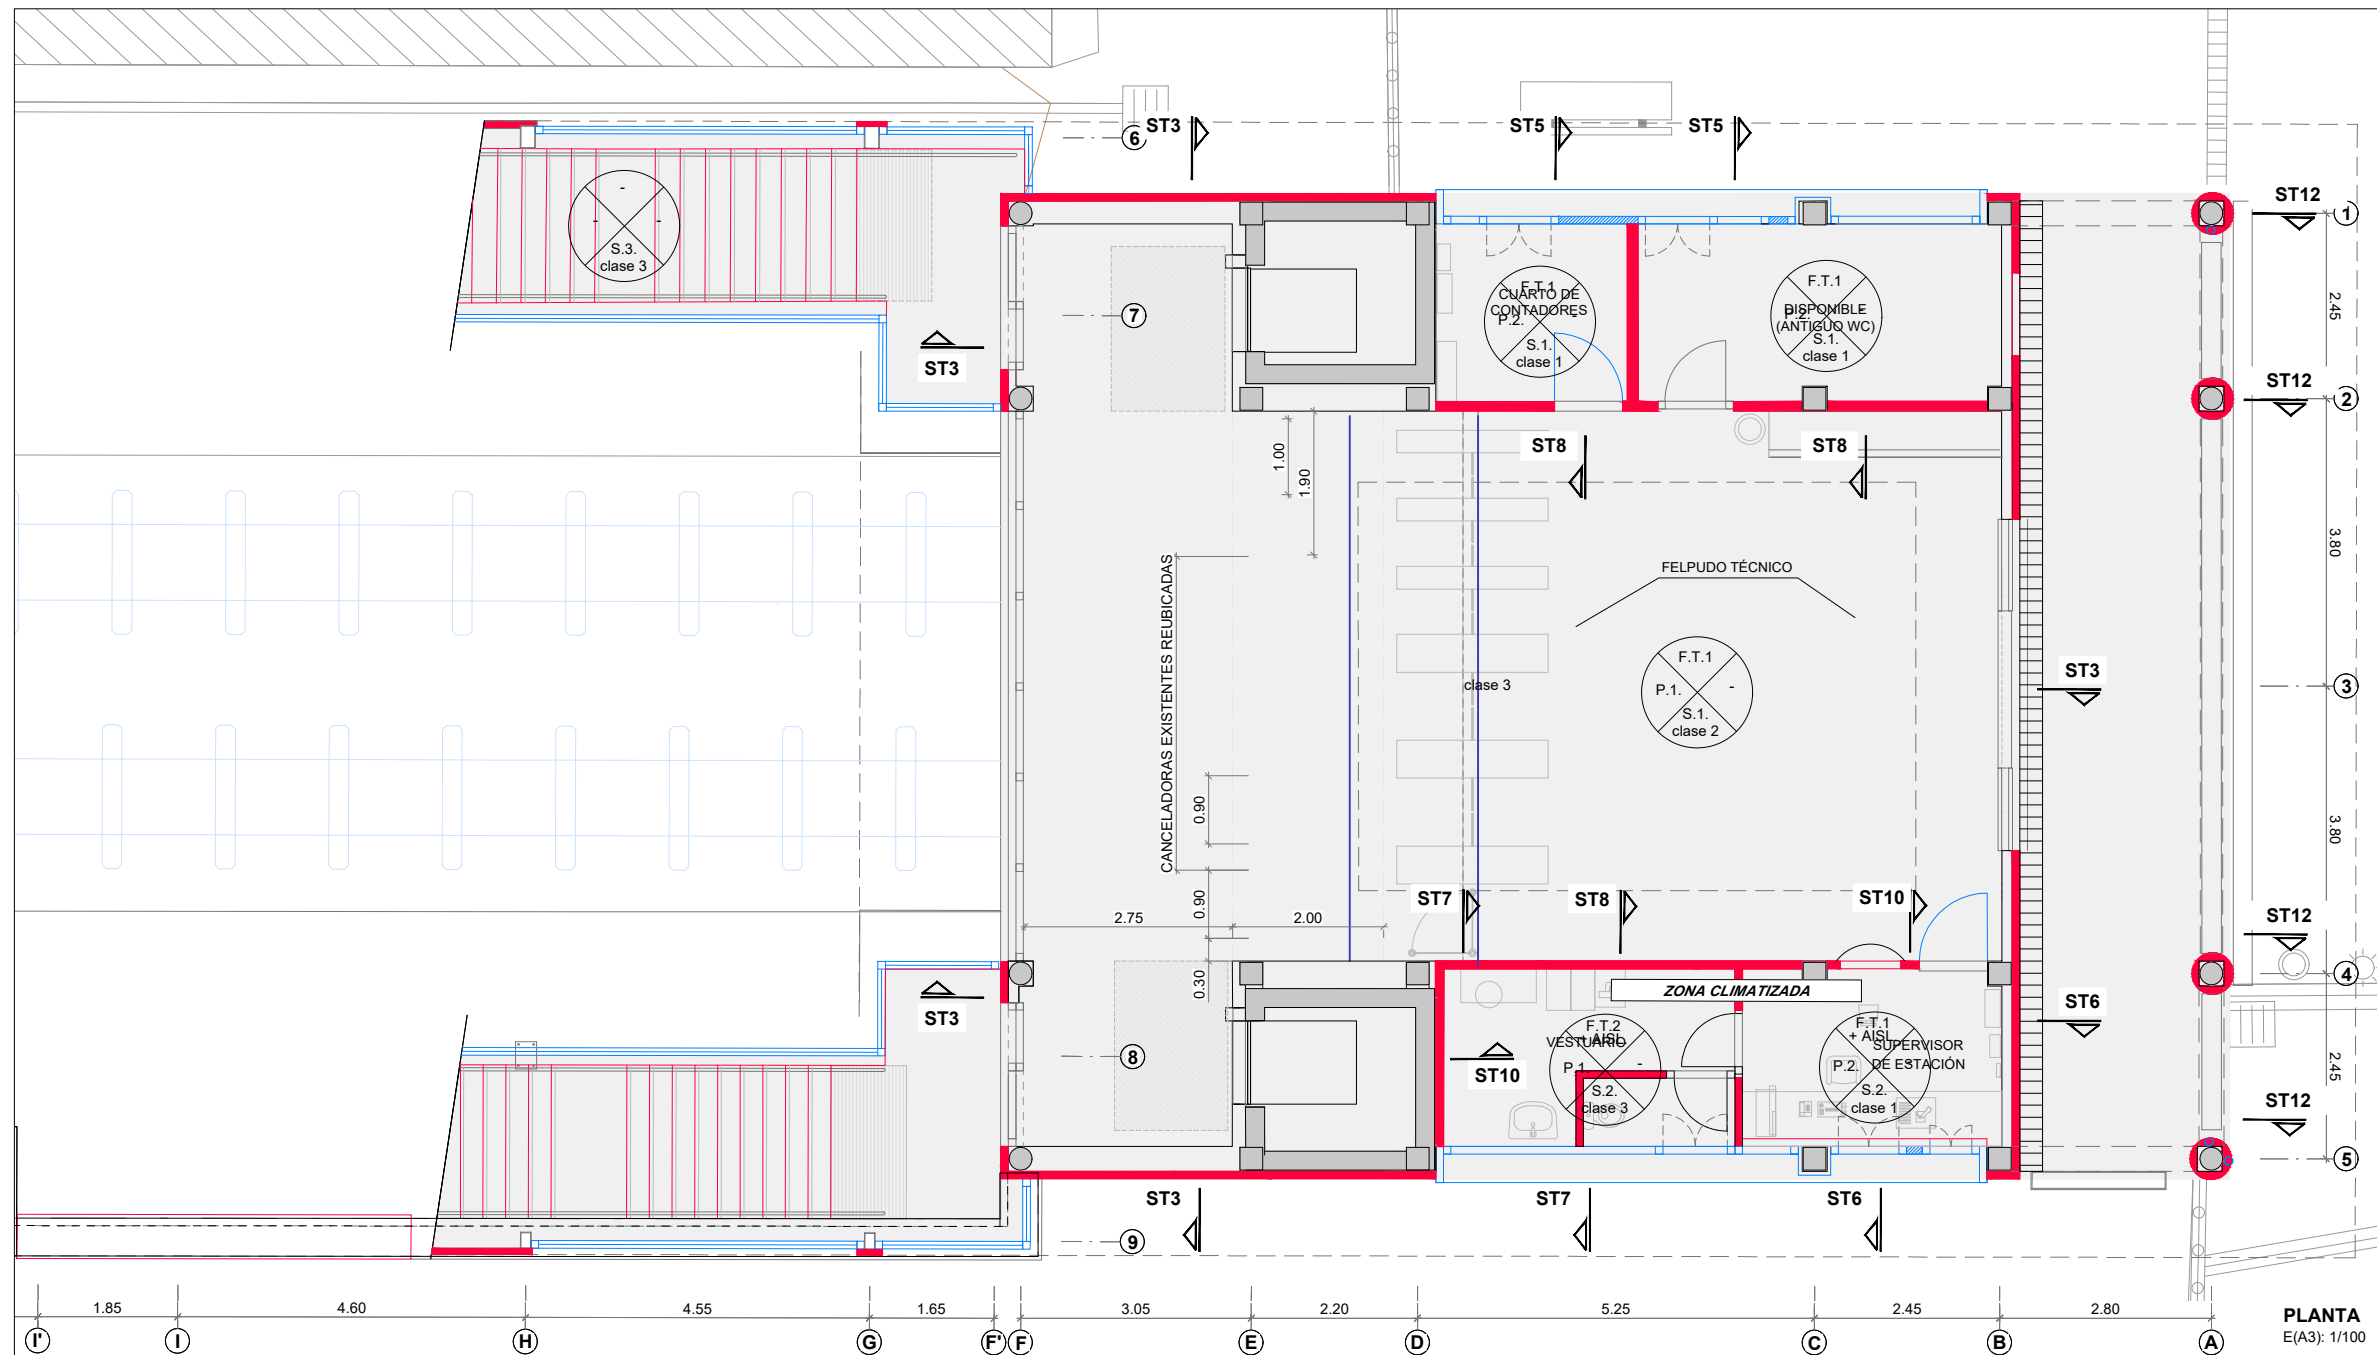 6
ST3
ST5
ST5
ST12
1
-
-
-
S.3.
clase 3
7
ST3
F.T.1
CUARTO DE
CONTADORES
P.2.
-
S.1.
clase 1
F.T.1
DISPONIBLE
P.2.
-
(ANTIGUO WC)
S.1.
clase 1
2.45
ST12
2
1.00
1.90
ST8
ST8
3.80
CANCELADORAS EXISTENTES REUBICADAS
FELPUDO TÉCNICO
F.T.1
P.1.
-
S.1.
clase 2
clase 3
ST3
3
0.90
3.80
0.90
ST7
ST8
ST10
2.75
2.00
ST12
0.30
4
ZONA CLIMATIZADA
ST3
ST6
F.T.2
+ AISL
VESTUARIO
P.1.
-
S.2.
clase 3
F.T.1
+ AISL
SUPERVISOR
DE ESTACIÓN
P.2.
-
S.2.
clase 1
8
ST10
2.45
ST12
5
ST3
ST7
ST6
9
1.85
4.60
4.55
1.65
3.05
2.20
5.25
2.45
2.80
I'
I
H
G
F'
F
E
D
C
B
A
PLANTA
E(A3): 1/100